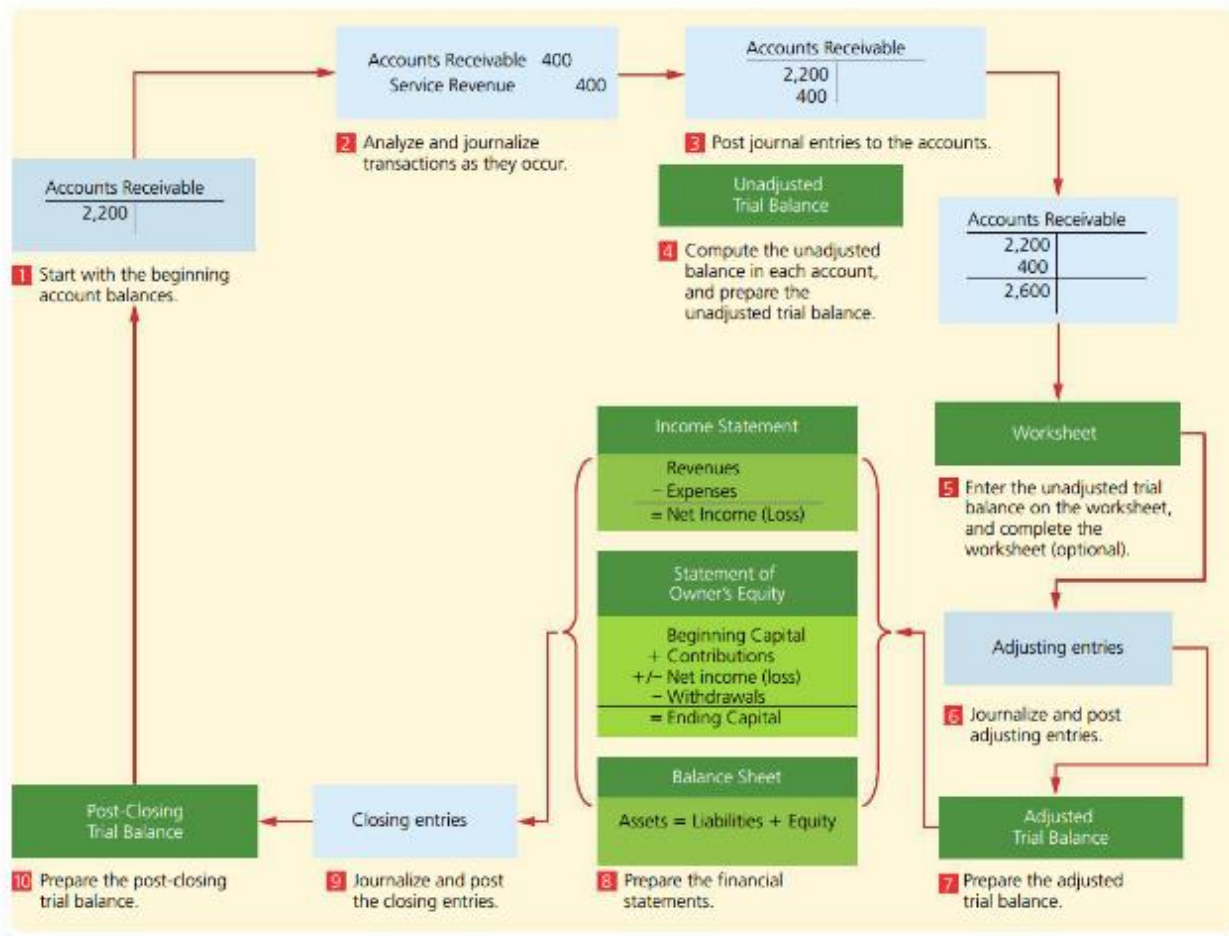 Accounts Receivable
2,200
1 Start with the beginning
account balances.
Accounts Receivable 400
Service Revenue 400
2 Analyze and journalize
transactions as they occur.
Accounts Receivable
2,200
400
3 Post journal entries to the accounts.
Unadjusted
Trial Balance
4 Compute the unadjusted
balance in each account,
and prepare the
unadjusted trial balance.
Accounts Receivable
2,200
400
2,600
Worksheet
5 Enter the unadjusted trial
balance on the worksheet,
and complete the
worksheet (optional).
Adjusting entries
6 Journalize and post
adjusting entries.
Adjusted
Trial Balance
7 Prepare the adjusted
trial balance.
Income Statement
Revenues
− Expenses
= Net Income (Loss)
Statement of
Owner's Equity
Beginning Capital
+ Contributions
+/− Net income (loss)
− Withdrawals
= Ending Capital
Balance Sheet
Assets = Liabilities + Equity
8 Prepare the financial
statements.
Closing entries
9 Journalize and post
the closing entries.
Post-Closing
Trial Balance
10 Prepare the post-closing
trial balance.